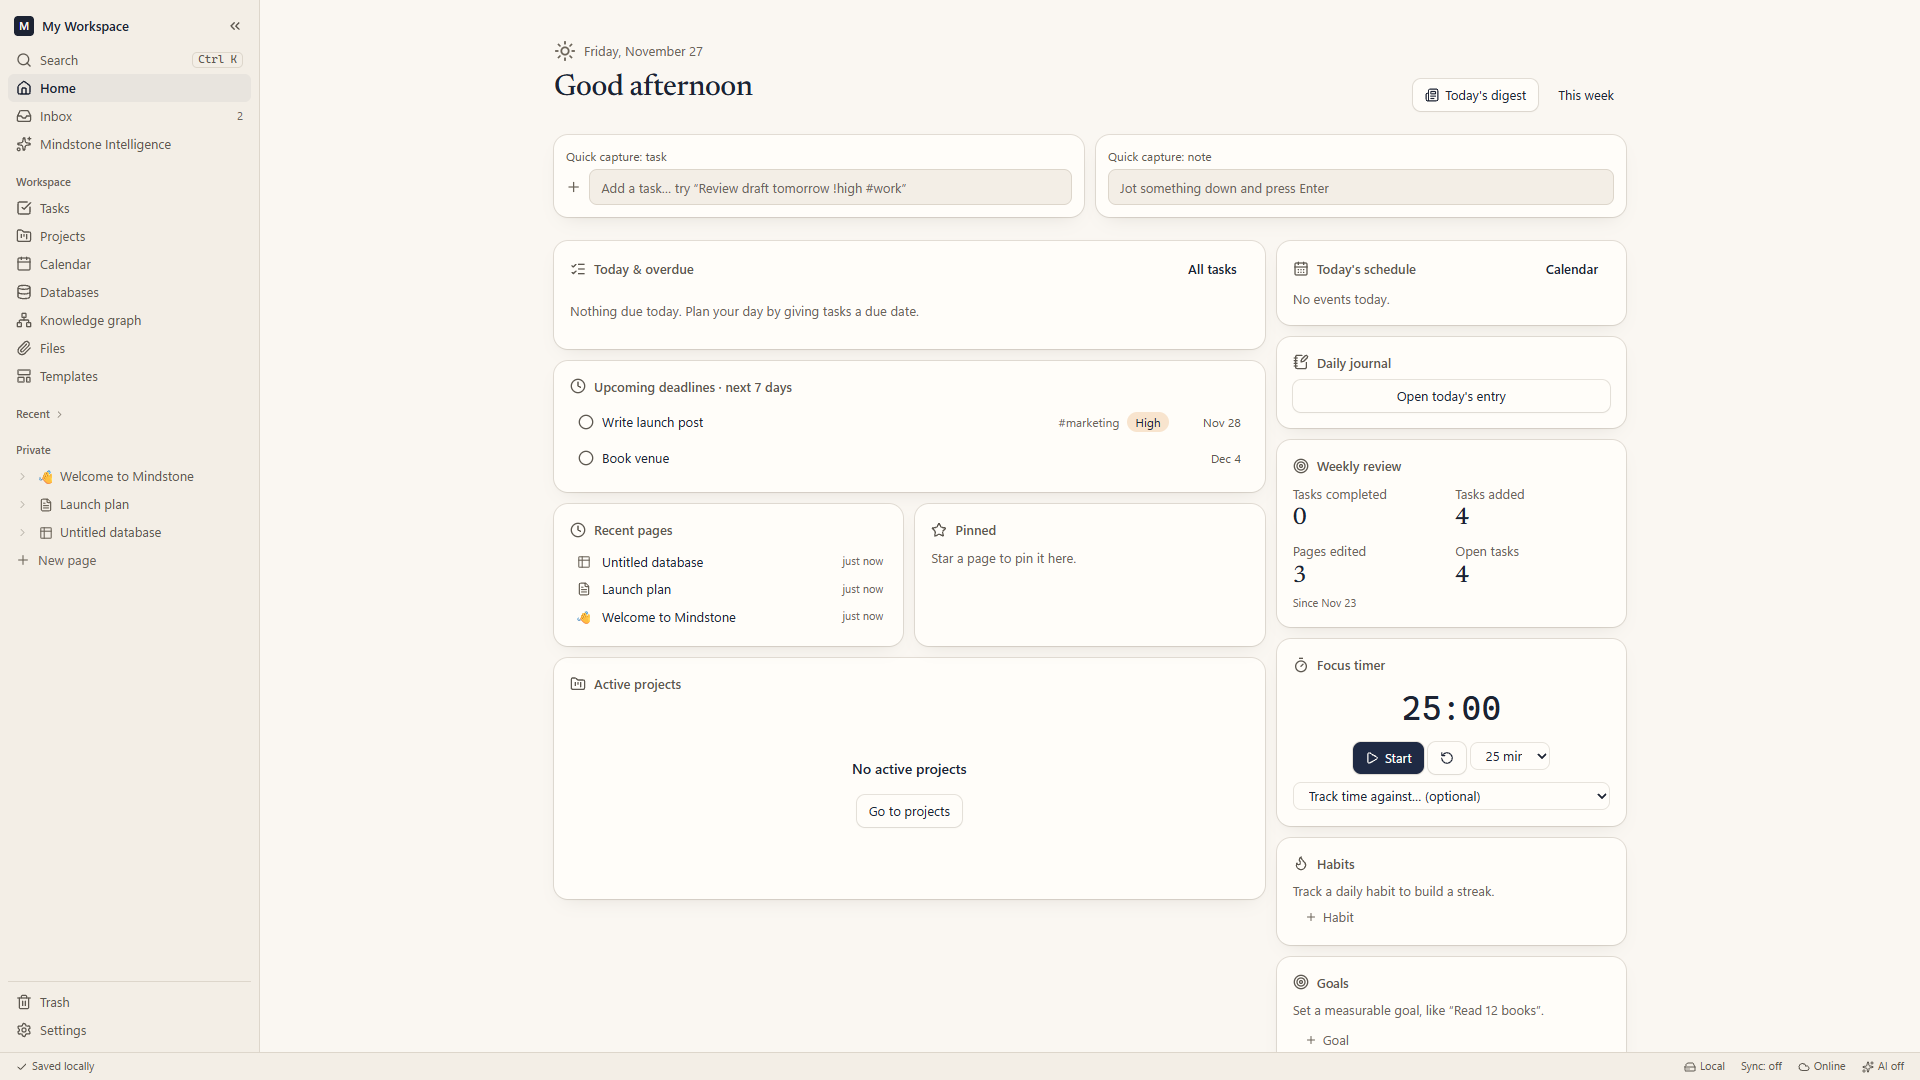 M My Workspace
Search Ctrl K
Home
Inbox 2
Mindstone Intelligence
Workspace
Tasks
Projects
Calendar
Databases
Knowledge graph
Files
Templates
Recent
Private
Welcome to Mindstone
Launch plan
Untitled database
New page
Trash
Settings
Friday, November 27
Good afternoon
Today's digest
This week
Quick capture: task
Add a task... try “Review draft tomorrow !high #work”
Quick capture: note
Jot something down and press Enter
Today & overdue
All tasks
Nothing due today. Plan your day by giving tasks a due date.
Upcoming deadlines · next 7 days
Write launch post #marketing High Nov 28
Book venue Dec 4
Recent pages
Untitled database just now
Launch plan just now
Welcome to Mindstone just now
Pinned
Star a page to pin it here.
Active projects
No active projects
Go to projects
Today's schedule
Calendar
No events today.
Daily journal
Open today's entry
Weekly review
Tasks completed Tasks added
0 4
Pages edited Open tasks
3 4
Since Nov 23
Focus timer
25:00
Start 25 min
Track time against... (optional)
Habits
Track a daily habit to build a streak.
Habit
Goals
Set a measurable goal, like “Read 12 books”.
Goal
Saved locally
Local Sync: off Online AI off